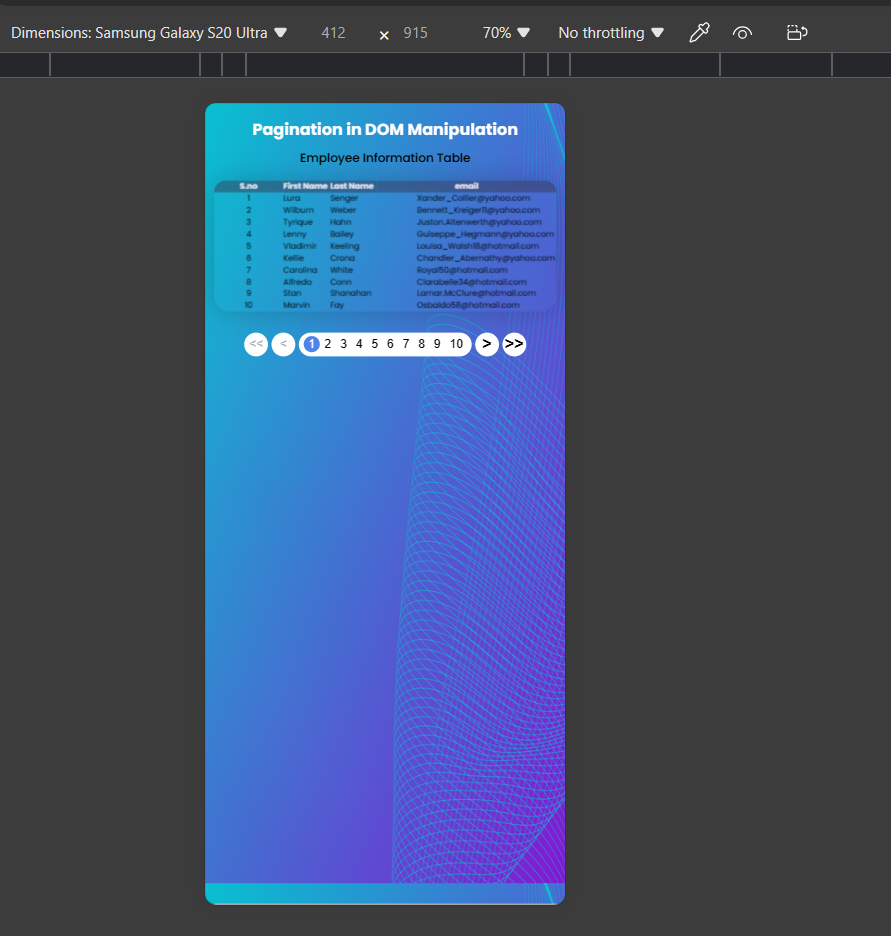 Dimensions: Samsung Galaxy S20 Ultra 412 × 915 70% No throttling
Pagination in DOM Manipulation
Employee Information Table
S.no First Name Last Name email
1 Lura Senger Xander_Collier@yahoo.com
2 Wilburn Weber Bennett_Kreiger11@yahoo.com
3 Tyrique Hahn Juston.Altenwerth@yahoo.com
4 Lenny Bailey Guiseppe_Hegmann@yahoo.com
5 Vladimir Keeling Louisa_Walsh18@hotmail.com
6 Kellie Crona Chandler_Abernathy@yahoo.com
7 Carolina White Royal50@hotmail.com
8 Alfredo Conn Clarabelle34@hotmail.com
9 Stan Shanahan Lamar.McClure@hotmail.com
10 Marvin Fay Osbaldo58@hotmail.com
<< < 1 2 3 4 5 6 7 8 9 10 > >>